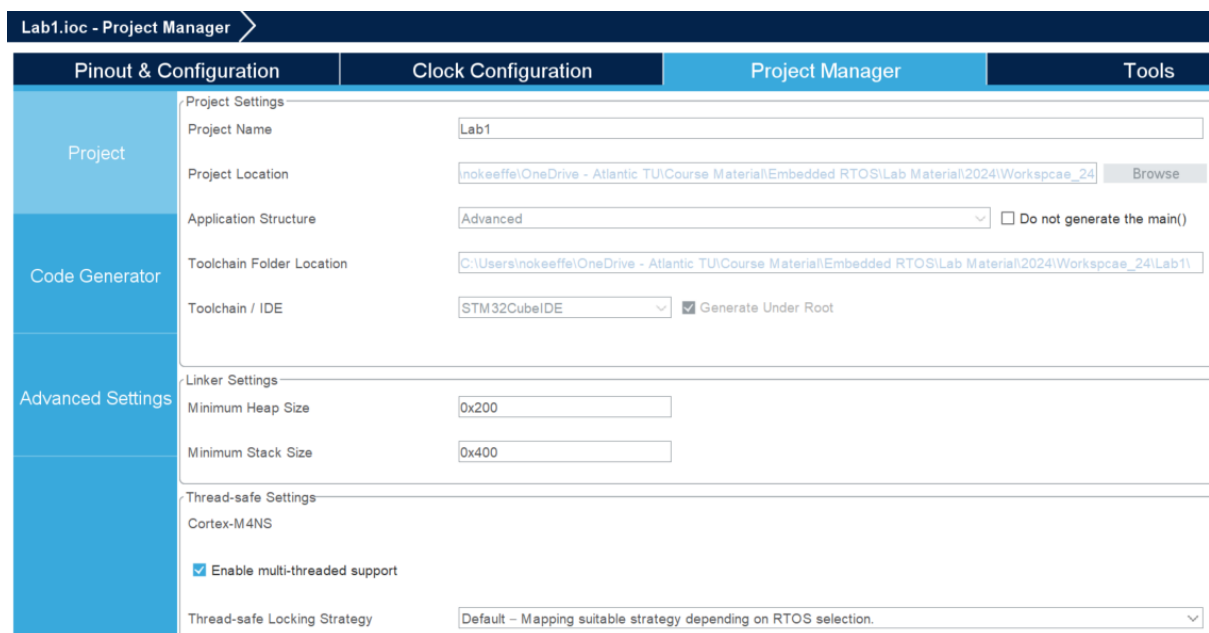 Lab1.ioc - Project Manager
Pinout & Configuration Clock Configuration Project Manager Tools
Project
Code Generator
Advanced Settings
Project Settings
Project Name Lab1
Project Location \nokeeffe\OneDrive - Atlantic TU\Course Material\Embedded RTOS\Lab Material\2024\Workspcae_24 Browse
Application Structure Advanced Do not generate the main()
Toolchain Folder Location C:\Users\nokeeffe\OneDrive - Atlantic TU\Course Material\Embedded RTOS\Lab Material\2024\Workspcae_24\Lab1\
Toolchain / IDE STM32CubeIDE Generate Under Root
Linker Settings
Minimum Heap Size 0x200
Minimum Stack Size 0x400
Thread-safe Settings
Cortex-M4NS
Enable multi-threaded support
Thread-safe Locking Strategy Default – Mapping suitable strategy depending on RTOS selection.